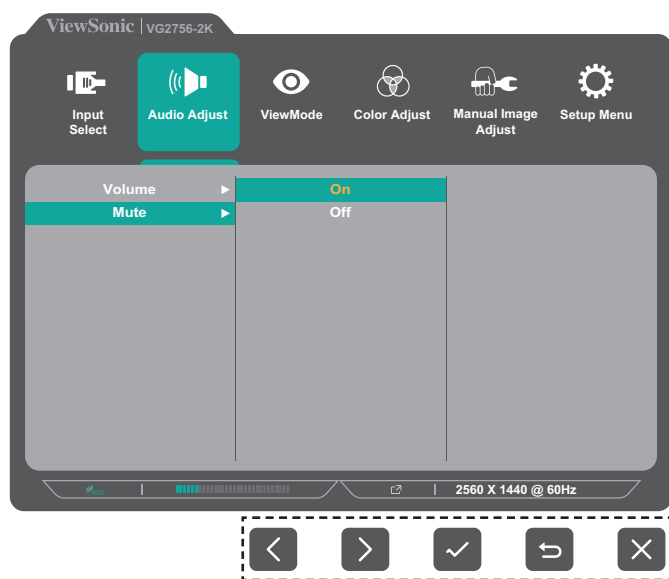 ViewSonic | VG2756-2K
Input
Select
Audio Adjust
ViewMode
Color Adjust
Manual Image
Adjust
Setup Menu
Volume
On
Mute
Off
eco
2560 X 1440 @ 60Hz